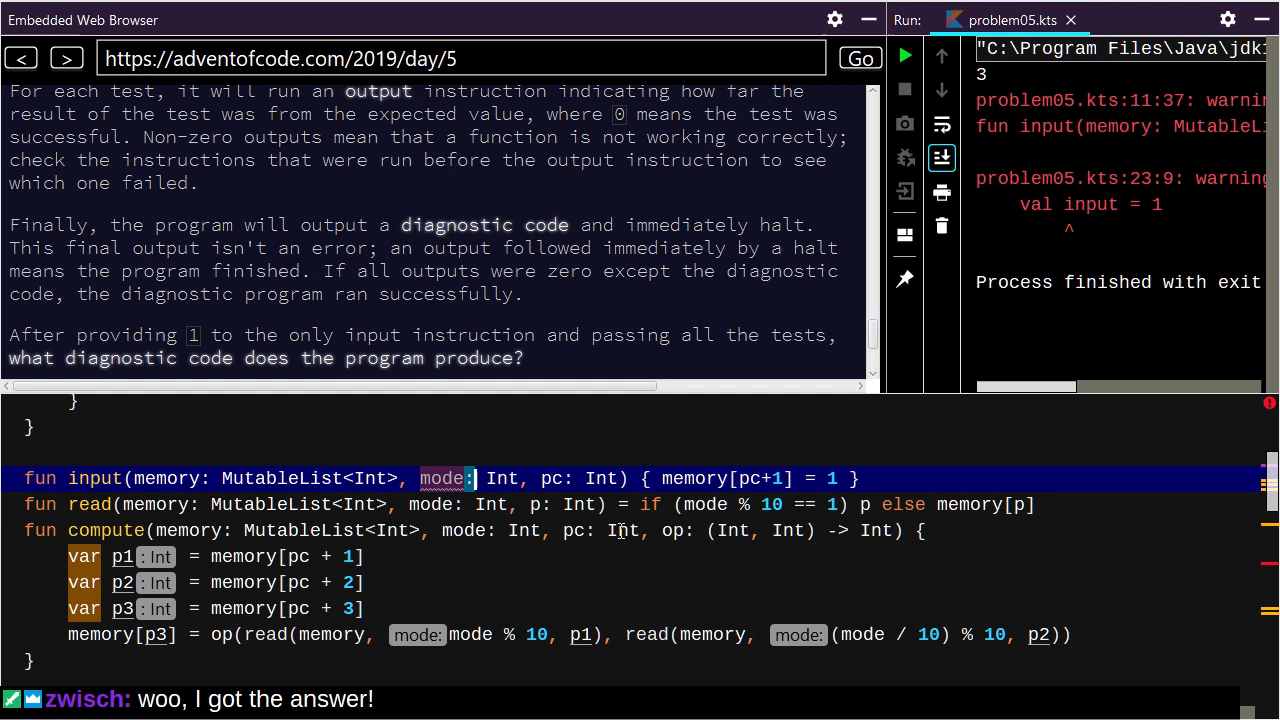 Embedded Web Browser
Run: problem05.kts ×
< > https://adventofcode.com/2019/day/5 Go
For each test, it will run an output instruction indicating how far the
result of the test was from the expected value, where 0 means the test was
successful. Non-zero outputs mean that a function is not working correctly;
check the instructions that were run before the output instruction to see
which one failed.
Finally, the program will output a diagnostic code and immediately halt.
This final output isn't an error; an output followed immediately by a halt
means the program finished. If all outputs were zero except the diagnostic
code, the diagnostic program ran successfully.
After providing 1 to the only input instruction and passing all the tests,
what diagnostic code does the program produce?
"C:\Program Files\Java\jdk1
3
problem05.kts:11:37: warnin
fun input(memory: MutableLi
problem05.kts:23:9: warning
val input = 1
^
Process finished with exit
}
}
fun input(memory: MutableList<Int>, mode: Int, pc: Int) { memory[pc+1] = 1 }
fun read(memory: MutableList<Int>, mode: Int, p: Int) = if (mode % 10 == 1) p else memory[p]
fun compute(memory: MutableList<Int>, mode: Int, pc: Int, op: (Int, Int) -> Int) {
var p1 : Int = memory[pc + 1]
var p2 : Int = memory[pc + 2]
var p3 : Int = memory[pc + 3]
memory[p3] = op(read(memory, mode: mode % 10, p1), read(memory, mode: (mode / 10) % 10, p2))
}
zwisch: woo, I got the answer!